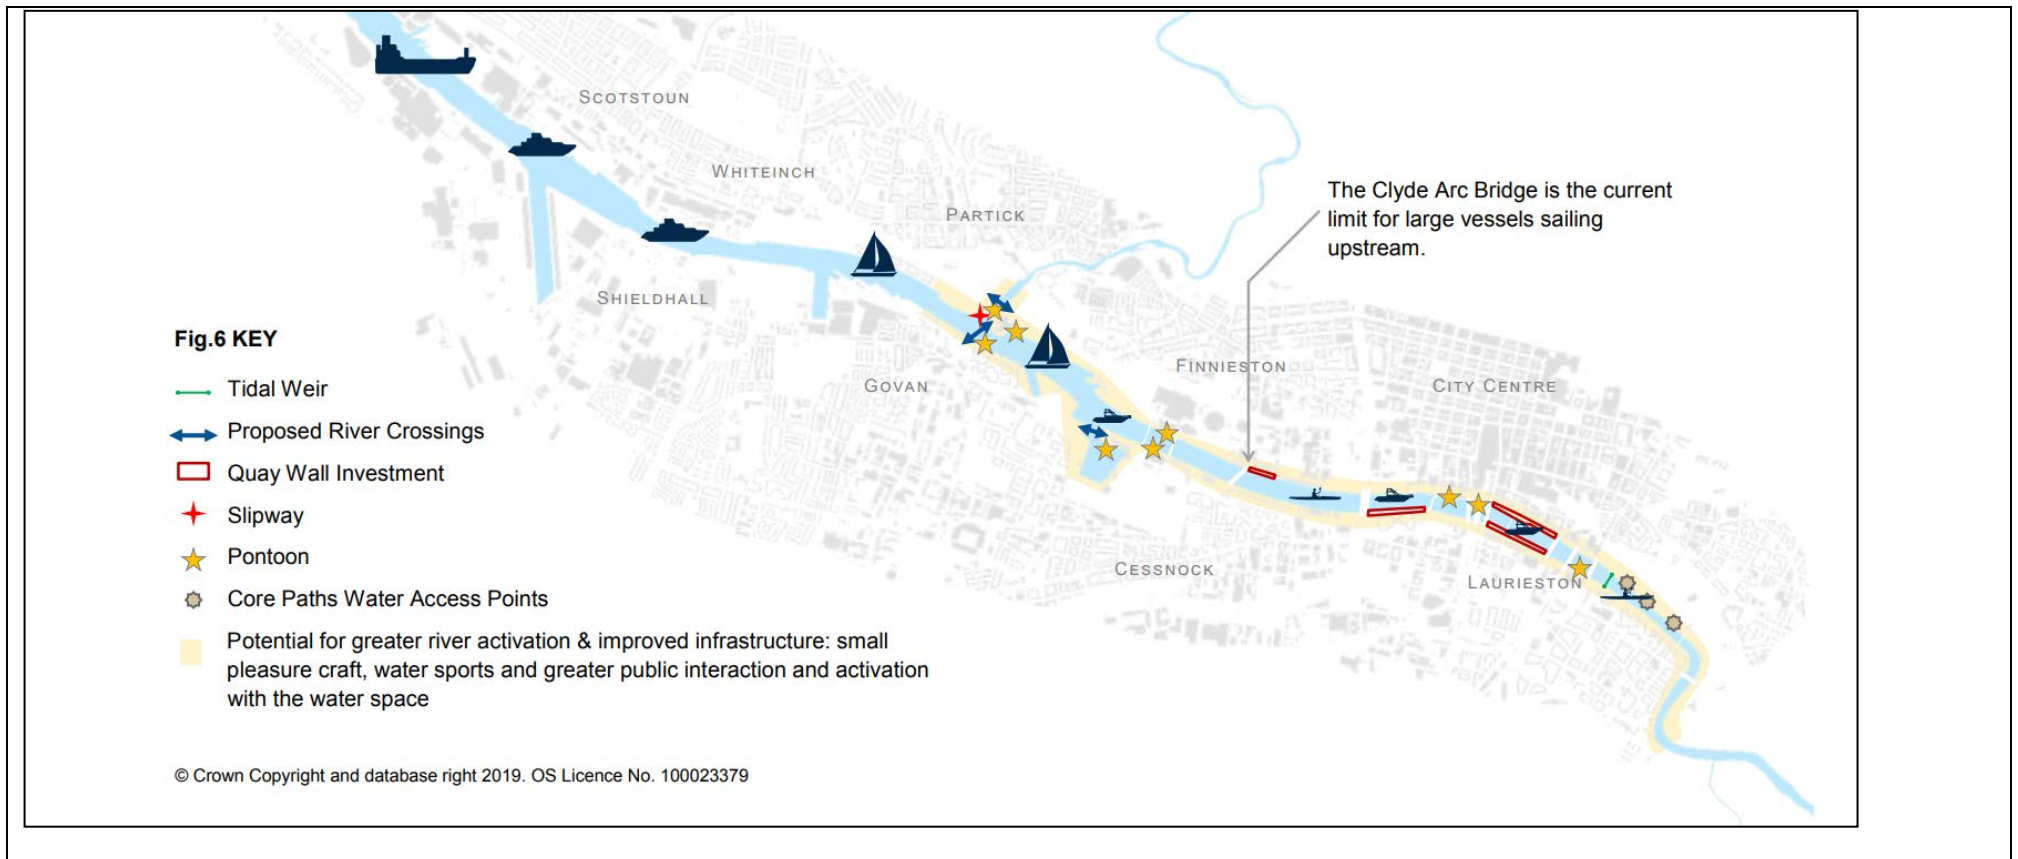 SCOTSTOUN
WHITEINCH
PARTICK
The Clyde Arc Bridge is the current
limit for large vessels sailing
upstream.
SHIELDHALL
Fig.6 KEY
FINNIESTON
GOVAN
CITY CENTRE
Tidal Weir
Proposed River Crossings
Quay Wall Investment
Slipway
Pontoon
CESSNOCK
LAURIESTON
Core Paths Water Access Points
Potential for greater river activation & improved infrastructure: small
pleasure craft, water sports and greater public interaction and activation
with the water space
© Crown Copyright and database right 2019. OS Licence No. 100023379